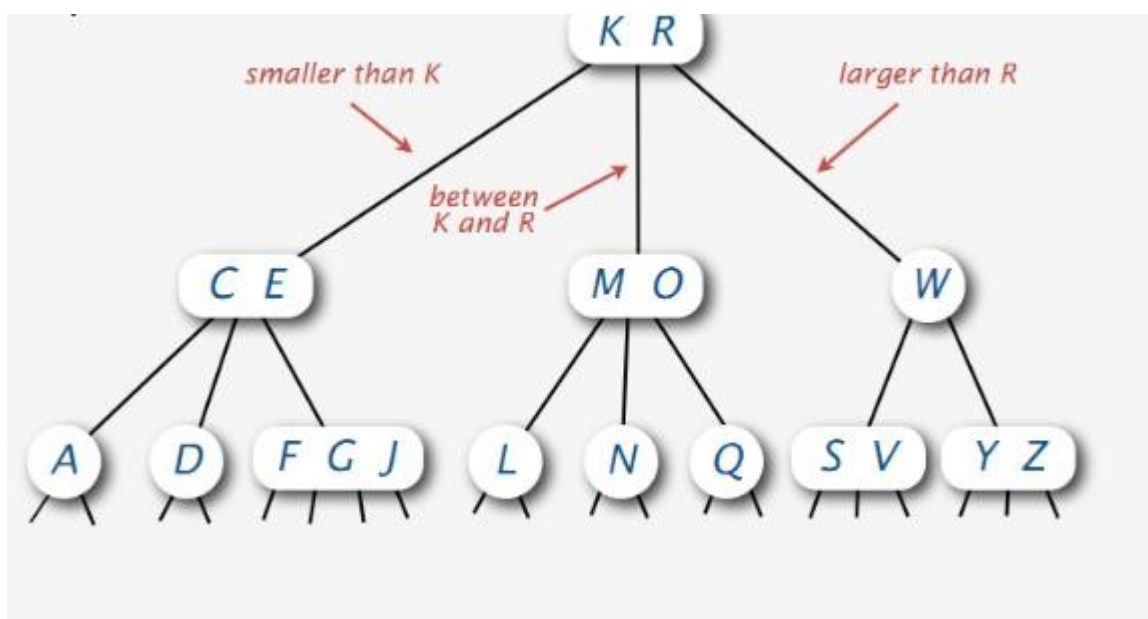 K R
smaller than K
larger than R
between
K and R
C E
M O
W
A
D
F G J
L
N
Q
S V
Y Z